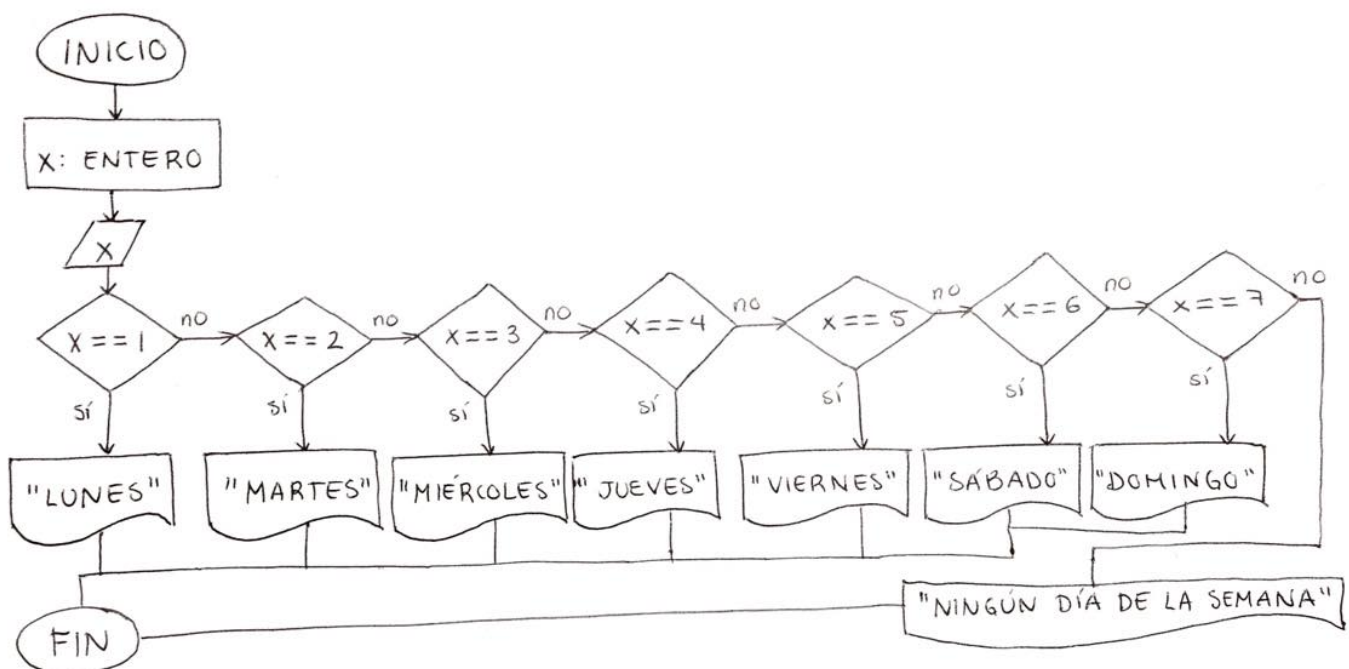 INICIO
X: ENTERO
X
X == 1
no
X == 2
no
X == 3
no
X == 4
no
X == 5
no
X == 6
no
X == 7
no
sí
sí
sí
sí
sí
sí
sí
"LUNES"
"MARTES"
"MIÉRCOLES"
"JUEVES"
"VIERNES"
"SÁBADO"
"DOMINGO"
"NINGÚN DÍA DE LA SEMANA"
FIN